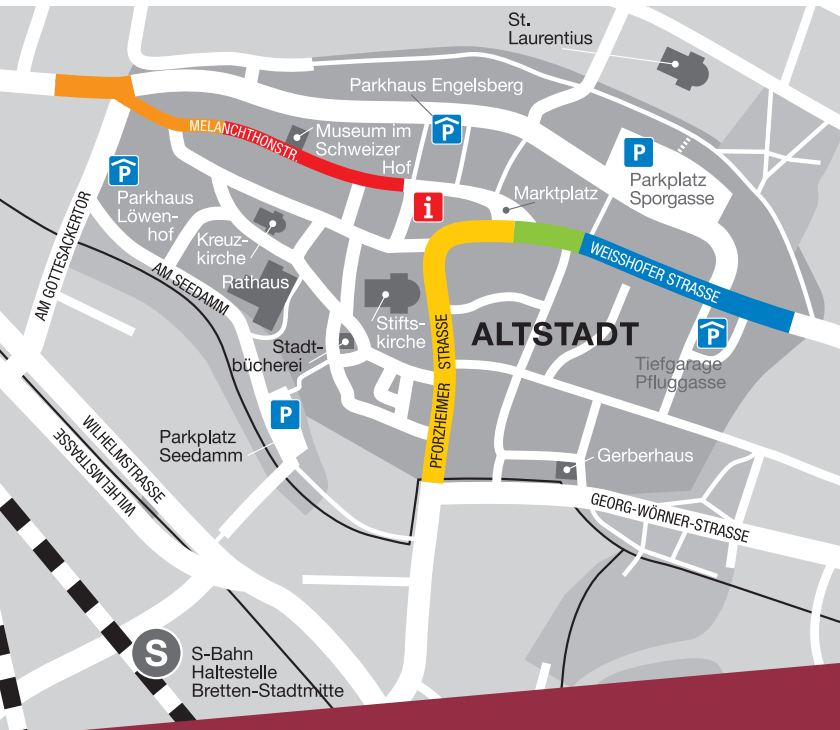 St.
Laurentius
Parkhaus Engelsberg
P
MELANCHTHONSTR.
Museum im
Schweizer
Hof
P
Parkplatz
Sporgasse
P
Parkhaus
Löwen-
hof
i
Marktplatz
Kreuz-
kirche
AM GOTTESACKERTOR
AM SEEDAMM
Rathaus
WEISSHOFER STRASSE
Stifts-
kirche
PFORZHEIMER STRASSE
ALTSTADT
P
Tiefgarage
Pfluggasse
Stadt-
bücherei
P
Parkplatz
Seedamm
WILHELMSTRASSE
WILHELMSTRASSE
Gerberhaus
GEORG-WÖRNER-STRASSE
S
S-Bahn
Haltestelle
Bretten-Stadtmitte